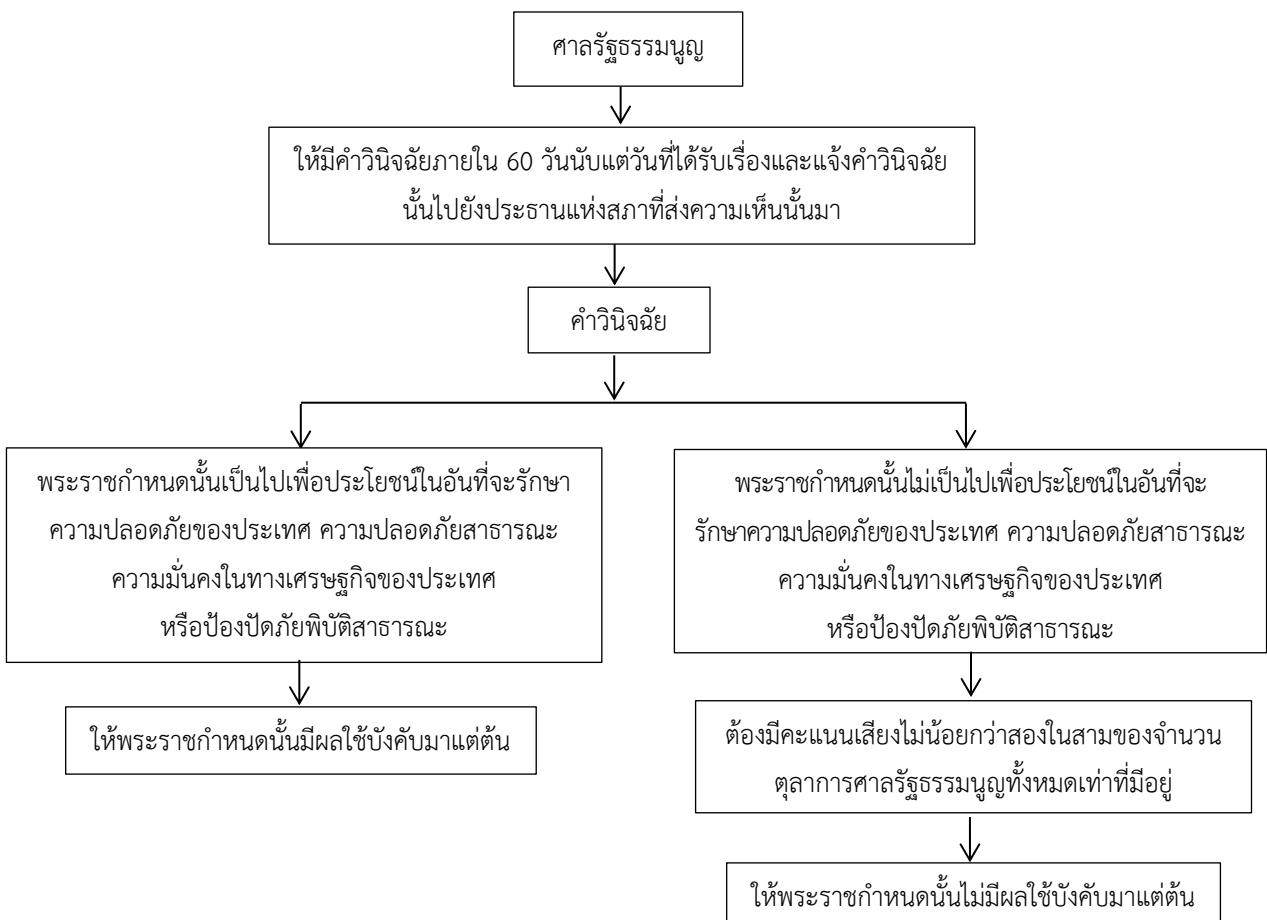 ศาลรัฐธรรมนูญ
ให้มีคำวินิจฉัยภายใน 60 วันนับแต่วันที่ได้รับเรื่องและแจ้งคำวินิจฉัย
นั้นไปยังประธานแห่งสภาที่ส่งความเห็นนั้นมา
คำวินิจฉัย
พระราชกำหนดนั้นเป็นไปเพื่อประโยชน์ในอันที่จะรักษา
ความปลอดภัยของประเทศ ความปลอดภัยสาธารณะ
ความมั่นคงในทางเศรษฐกิจของประเทศ
หรือป้องปัดภัยพิบัติสาธารณะ
ให้พระราชกำหนดนั้นมีผลใช้บังคับมาแต่ต้น
พระราชกำหนดนั้นไม่เป็นไปเพื่อประโยชน์ในอันที่จะ
รักษาความปลอดภัยของประเทศ ความปลอดภัยสาธารณะ
ความมั่นคงในทางเศรษฐกิจของประเทศ
หรือป้องปัดภัยพิบัติสาธารณะ
ต้องมีคะแนนเสียงไม่น้อยกว่าสองในสามของจำนวน
ตุลาการศาลรัฐธรรมนูญทั้งหมดเท่าที่มีอยู่
ให้พระราชกำหนดนั้นไม่มีผลใช้บังคับมาแต่ต้น